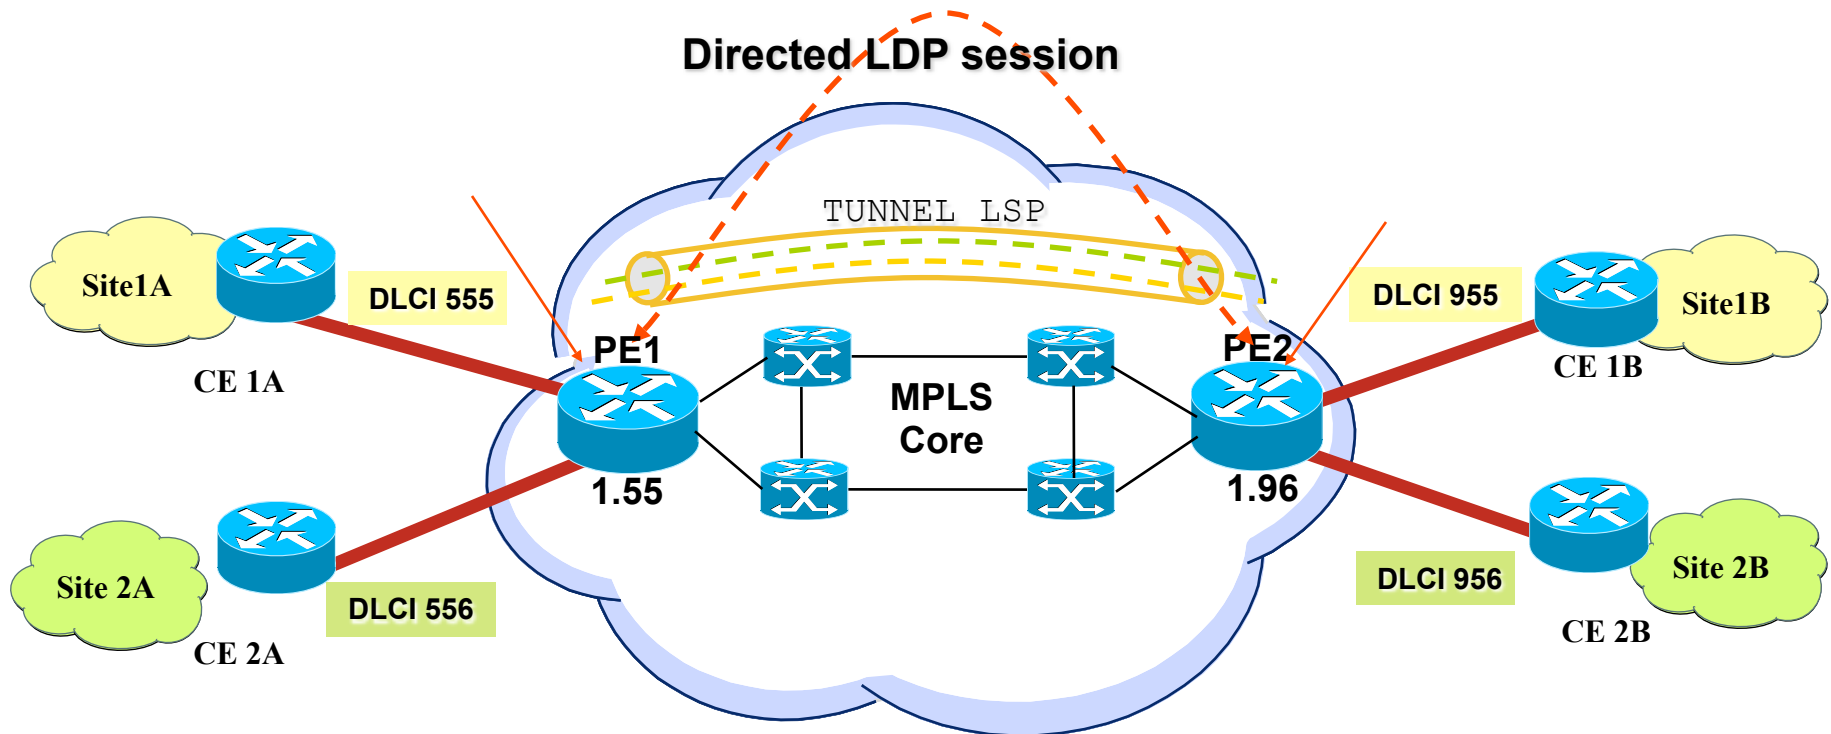 Directed LDP session
TUNNEL LSP
Site1A
DLCI 555
DLCI 955
Site1B
PE1
PE2
CE 1A
CE 1B
MPLS
Core
1.55
1.96
Site 2A
DLCI 556
DLCI 956
Site 2B
CE 2A
CE 2B